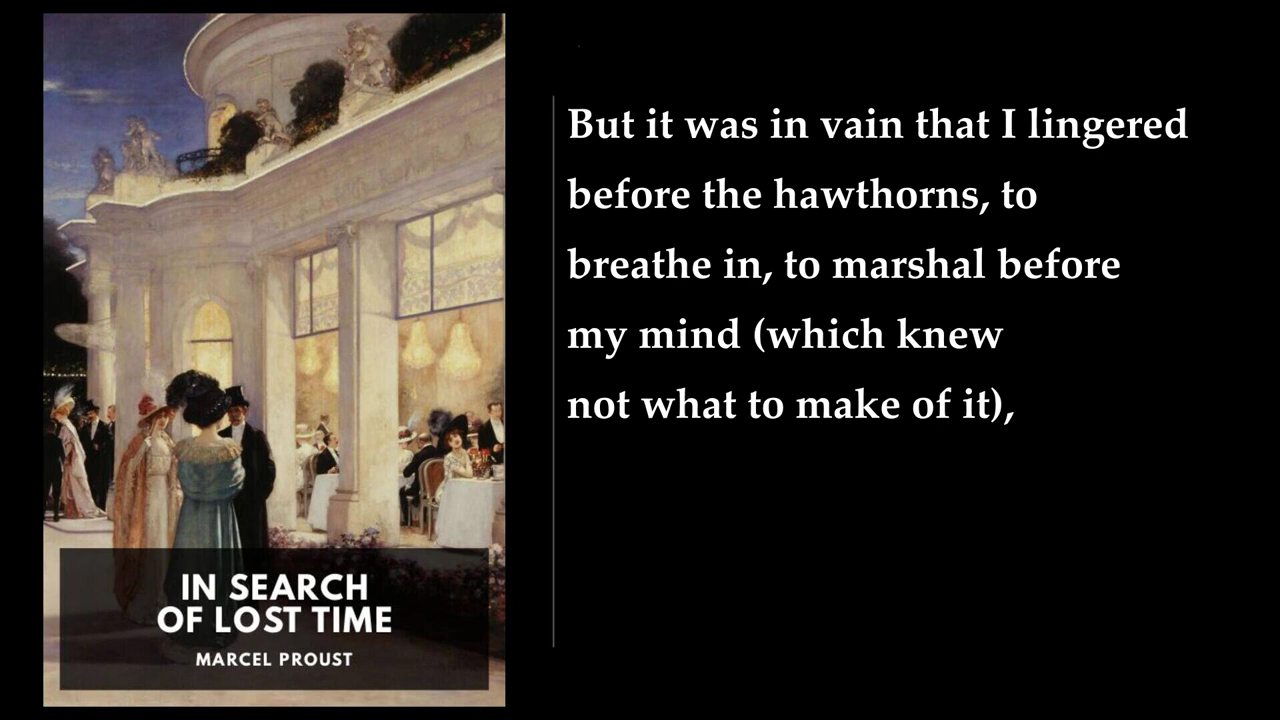 But it was in vain that I lingered
before the hawthorns, to
breathe in, to marshal before
my mind (which knew
not what to make of it),
IN SEARCH
OF LOST TIME
MARCEL PROUST